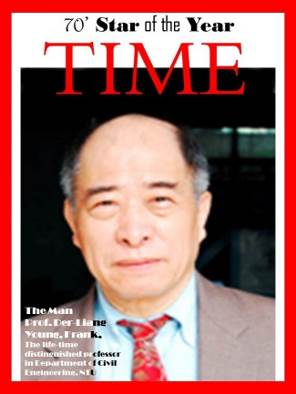 70' Star of the Year
TIME
The Man
Prof. Der-Liang
Young, Frank,
The life-time
distinguished professor
in Department of Civil
Engineering, NTU